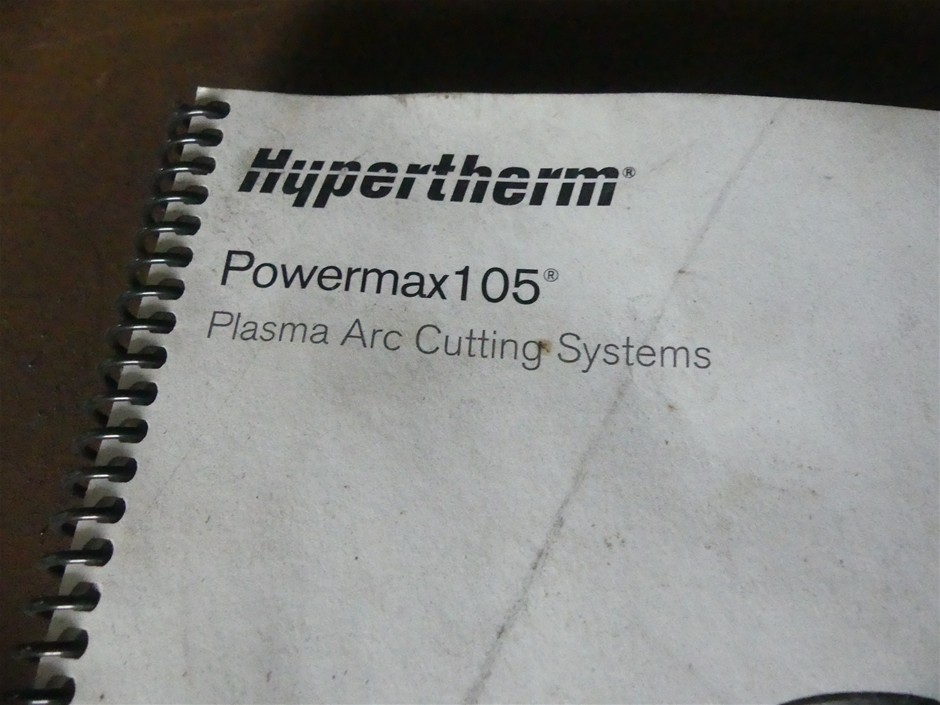 Hypertherm®
Powermax105®
Plasma Arc Cutting Systems